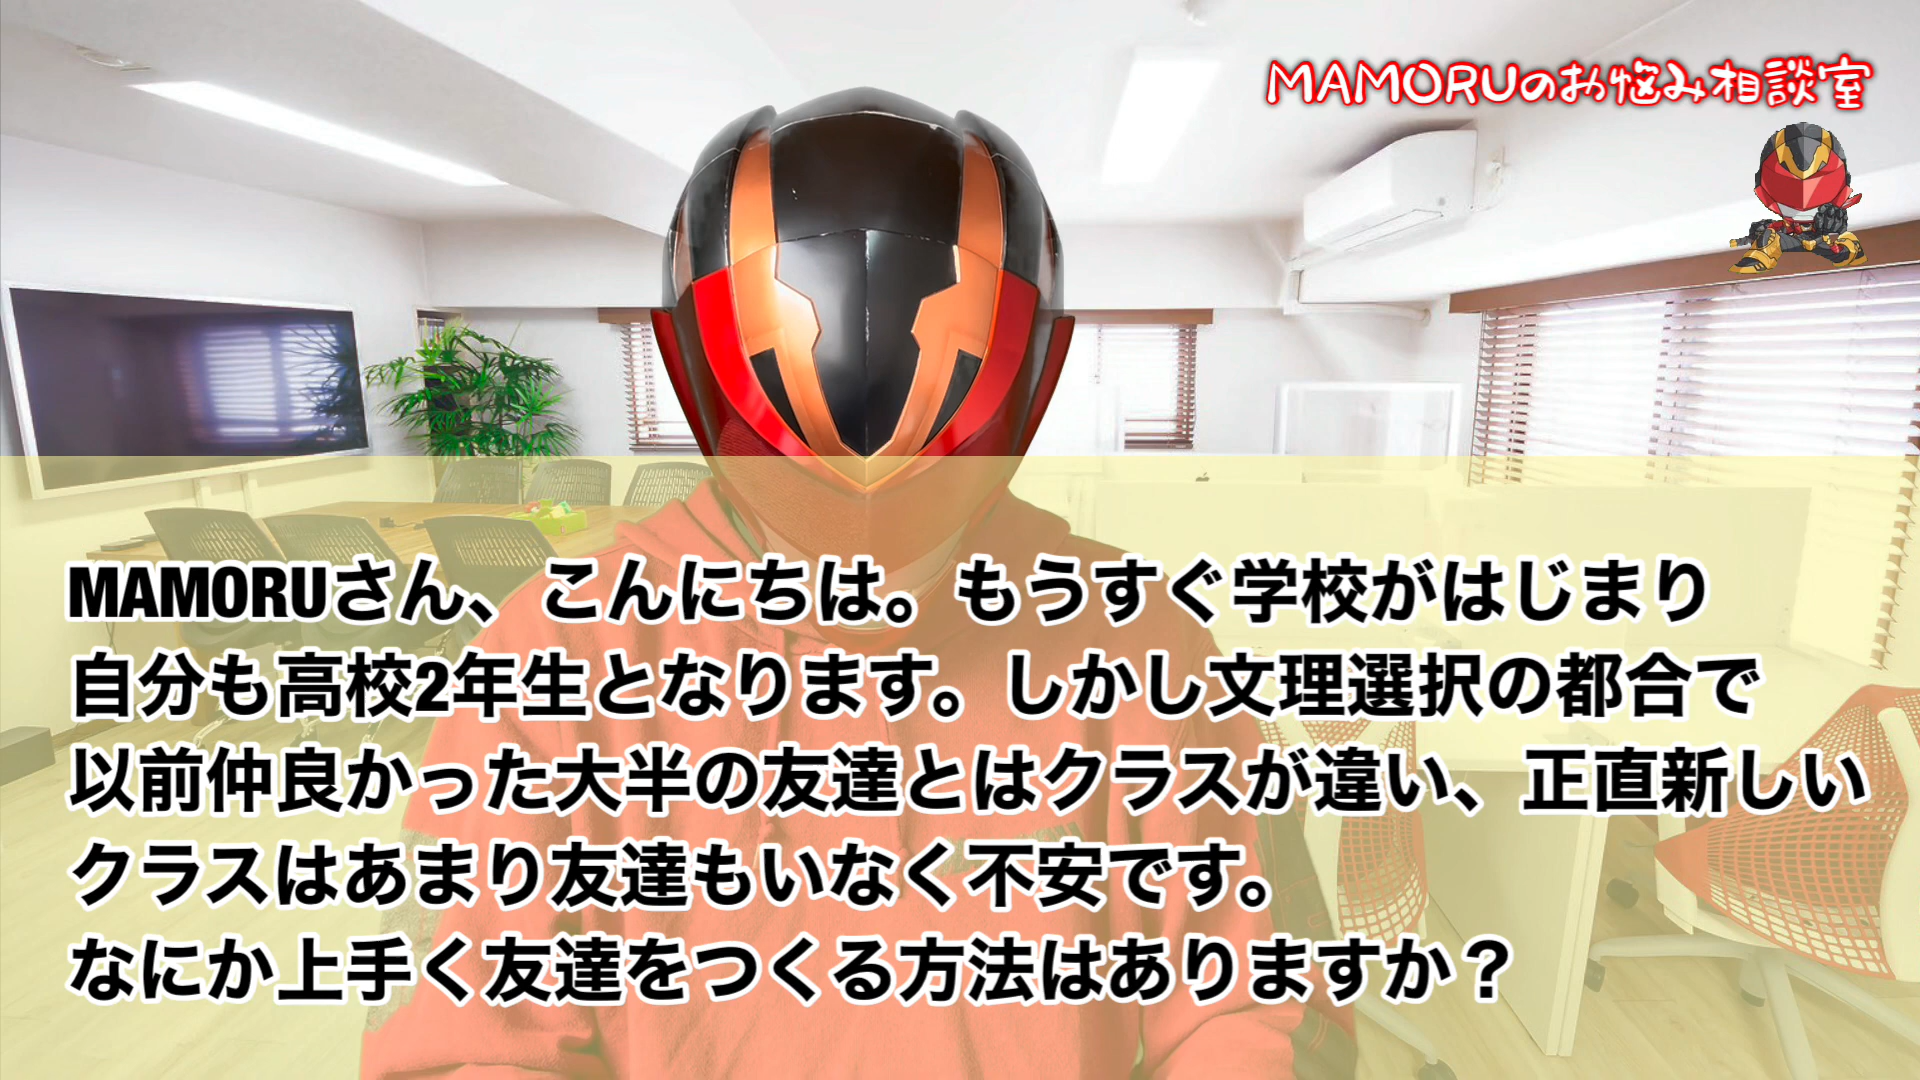 MAMORUのお悩み相談室
MAMORUさん、こんにちは。もうすぐ学校がはじまり
自分も高校2年生となります。しかし文理選択の都合で
以前仲良かった大半の友達とはクラスが違い、正直新しい
クラスはあまり友達もいなく不安です。
なにか上手く友達をつくる方法はありますか？